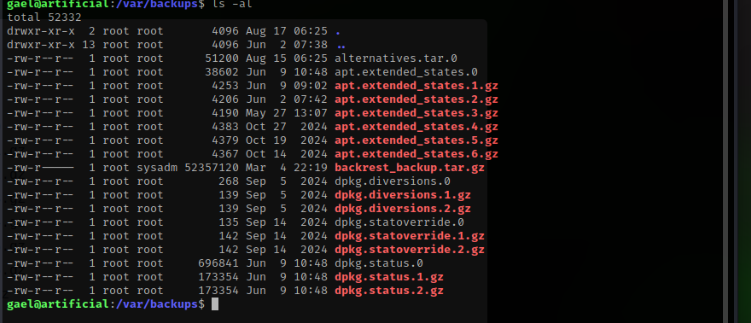 gael@artificial:/var/backups$ ls -al
total 52332
drwxr-xr-x  2 root root       4096 Aug 17 06:25 .
drwxr-xr-x 13 root root       4096 Jun  2 07:38 ..
-rw-r--r--  1 root root      51200 Aug 15 06:25 alternatives.tar.0
-rw-r--r--  1 root root      38602 Jun  9 10:48 apt.extended_states.0
-rw-r--r--  1 root root       4253 Jun  9 09:02 apt.extended_states.1.gz
-rw-r--r--  1 root root       4206 Jun  2 07:42 apt.extended_states.2.gz
-rw-r--r--  1 root root       4190 May 27 13:07 apt.extended_states.3.gz
-rw-r--r--  1 root root       4383 Oct 27  2024 apt.extended_states.4.gz
-rw-r--r--  1 root root       4379 Oct 19  2024 apt.extended_states.5.gz
-rw-r--r--  1 root root       4367 Oct 14  2024 apt.extended_states.6.gz
-rw-r-----  1 root sysadm 52357120 Mar  4 22:19 backrest_backup.tar.gz
-rw-r--r--  1 root root        268 Sep  5  2024 dpkg.diversions.0
-rw-r--r--  1 root root        139 Sep  5  2024 dpkg.diversions.1.gz
-rw-r--r--  1 root root        139 Sep  5  2024 dpkg.diversions.2.gz
-rw-r--r--  1 root root        135 Sep 14  2024 dpkg.statoverride.0
-rw-r--r--  1 root root        142 Sep 14  2024 dpkg.statoverride.1.gz
-rw-r--r--  1 root root        142 Sep 14  2024 dpkg.statoverride.2.gz
-rw-r--r--  1 root root     696841 Jun  9 10:48 dpkg.status.0
-rw-r--r--  1 root root     173354 Jun  9 10:48 dpkg.status.1.gz
-rw-r--r--  1 root root     173354 Jun  9 10:48 dpkg.status.2.gz
gael@artificial:/var/backups$